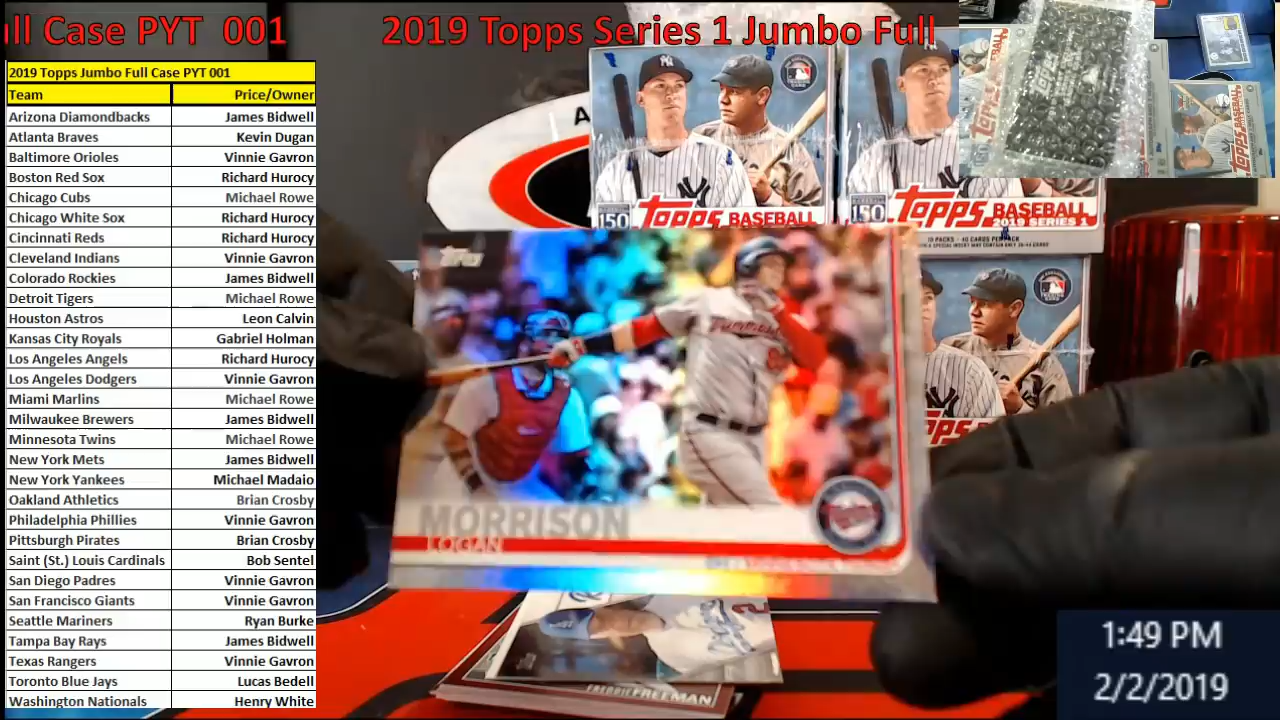 ll Case PYT 001
2019 Topps Series 1 Jumbo Full
2019 Topps Jumbo Full Case PYT 001
Team Price/Owner
Arizona Diamondbacks James Bidwell
Atlanta Braves Kevin Dugan
Baltimore Orioles Vinnie Gavron
Boston Red Sox Richard Hurocy
Chicago Cubs Michael Rowe
Chicago White Sox Richard Hurocy
Cincinnati Reds Richard Hurocy
Cleveland Indians Vinnie Gavron
Colorado Rockies James Bidwell
Detroit Tigers Michael Rowe
Houston Astros Leon Calvin
Kansas City Royals Gabriel Holman
Los Angeles Angels Richard Hurocy
Los Angeles Dodgers Vinnie Gavron
Miami Marlins Michael Rowe
Milwaukee Brewers James Bidwell
Minnesota Twins Michael Rowe
New York Mets James Bidwell
New York Yankees Michael Madaio
Oakland Athletics Brian Crosby
Philadelphia Phillies Vinnie Gavron
Pittsburgh Pirates Brian Crosby
Saint (St.) Louis Cardinals Bob Sentel
San Diego Padres Vinnie Gavron
San Francisco Giants Vinnie Gavron
Seattle Mariners Ryan Burke
Tampa Bay Rays James Bidwell
Texas Rangers Vinnie Gavron
Toronto Blue Jays Lucas Bedell
Washington Nationals Henry White
A
150 Topps BASEBALL
150 Topps BASEBALL
2019 SERIES 1
Topps BASEBALL
Topps
Topps
MORRISON
LOGAN
Twins
FREDDIE FREEMAN
1:49 PM
2/2/2019